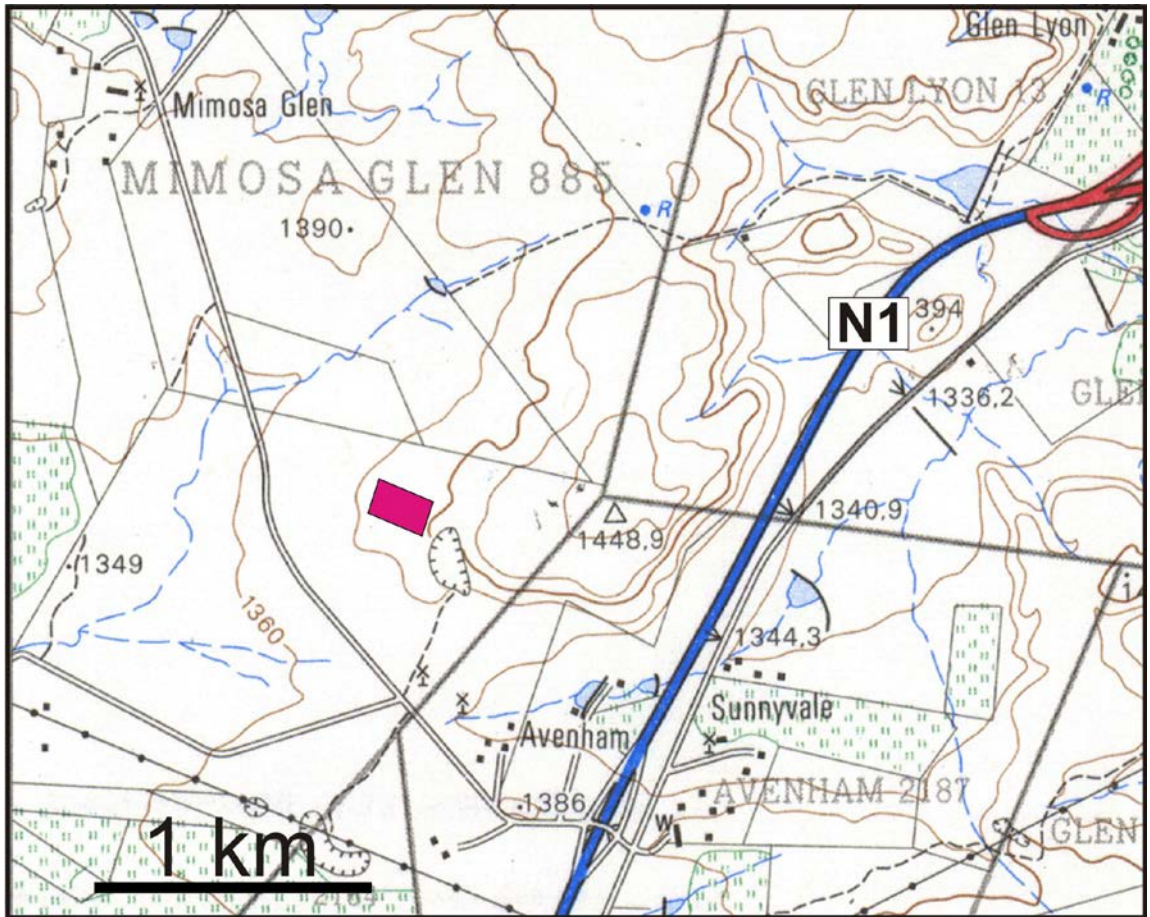 Glen Lyon
GLEN LYON 13
R
Mimosa Glen
MIMOSA GLEN 885
R
1390
N1
394
1336,2
1340,9
1448,9
1349
1360
1344,3
Sunnyvale
Avenham
AVENHAM 2187
1386
W
GLEN
1 km